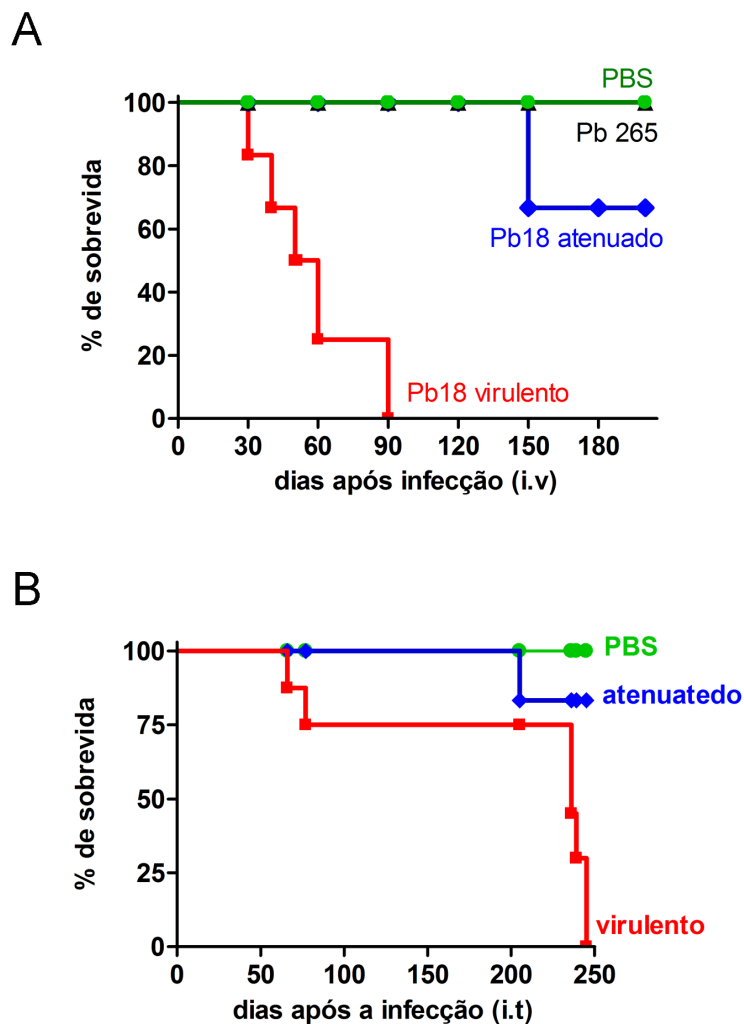 A
PBS
Pb 265
Pb18 atenuado
Pb18 virulento
% de sobrevida
100
80
60
40
20
0
0 30 60 90 120 150 180
dias após infecção (i.v)
B
PBS
atenuatedo
virulento
% de sobrevida
100
75
50
25
0
0 50 100 150 200 250
dias após a infecção (i.t)